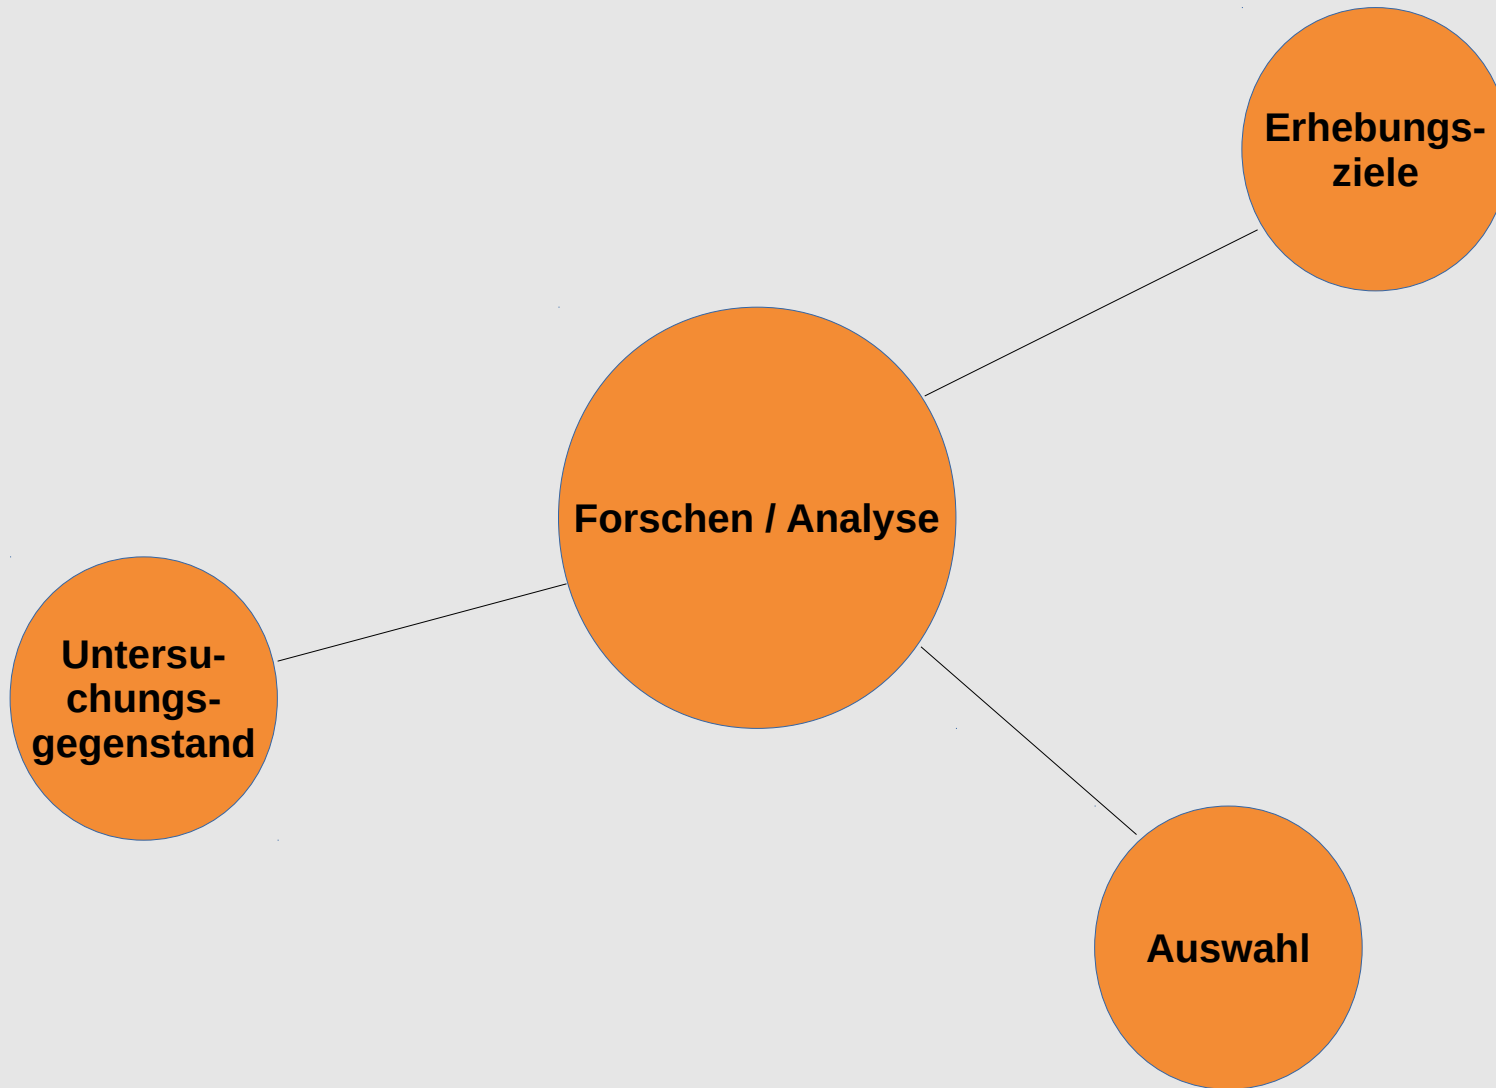 Erhebungs-
ziele
Forschen / Analyse
Untersu-
chungs-
gegenstand
Auswahl